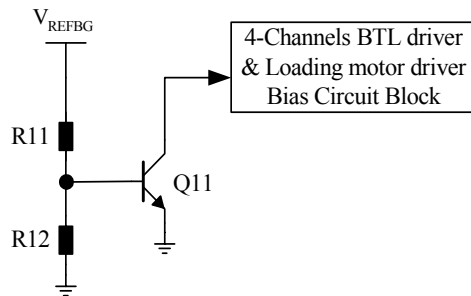 VREFBG
4-Channels BTL driver
& Loading motor driver
Bias Circuit Block
R11
Q11
R12